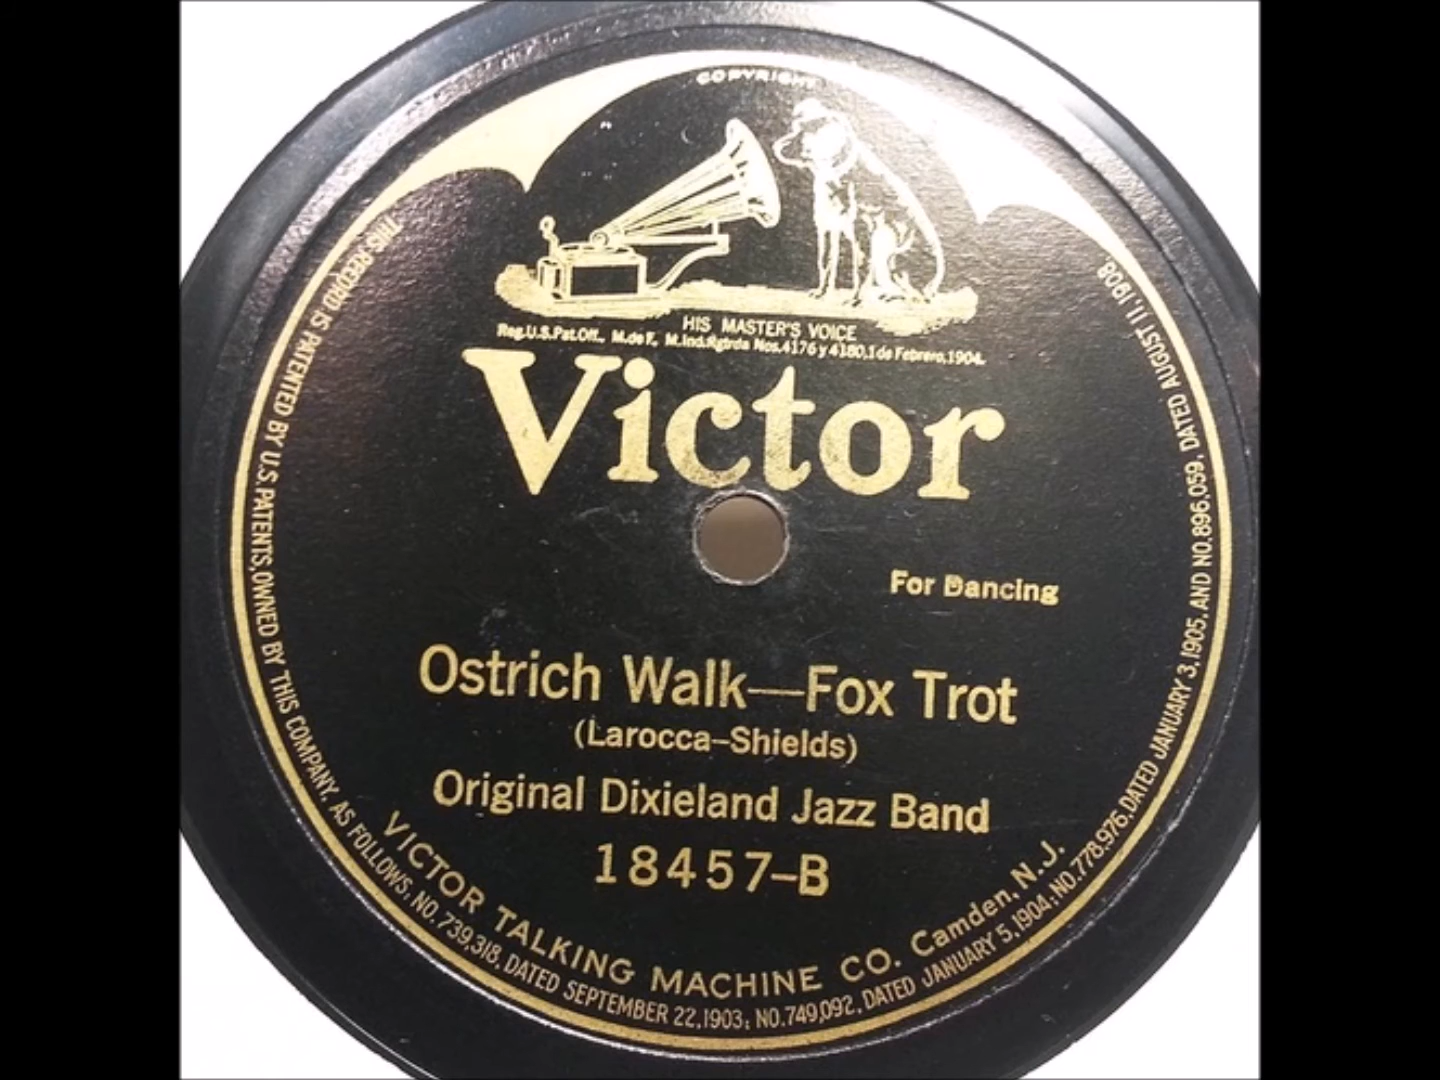 COPYRIGHT
HIS MASTER'S VOICE
Reg.U.S.Pat.Off., M.de F., M.Ind.Rgtrda Nos.4176 y 4180,1 de Febrero,1904.
Victor
For Dancing
Ostrich Walk—Fox Trot
(Larocca–Shields)
Original Dixieland Jazz Band
18457–B
VICTOR TALKING MACHINE CO. Camden, N. J.
THIS RECORD IS PATENTED BY U.S. PATENTS, OWNED BY THIS COMPANY, AS FOLLOWS: NO. 739,318, DATED SEPTEMBER 22, 1903; NO. 749,092, DATED JANUARY 5, 1904; NO. 778,976, DATED JANUARY 3, 1905, AND NO. 896,059, DATED AUGUST 11, 1908.